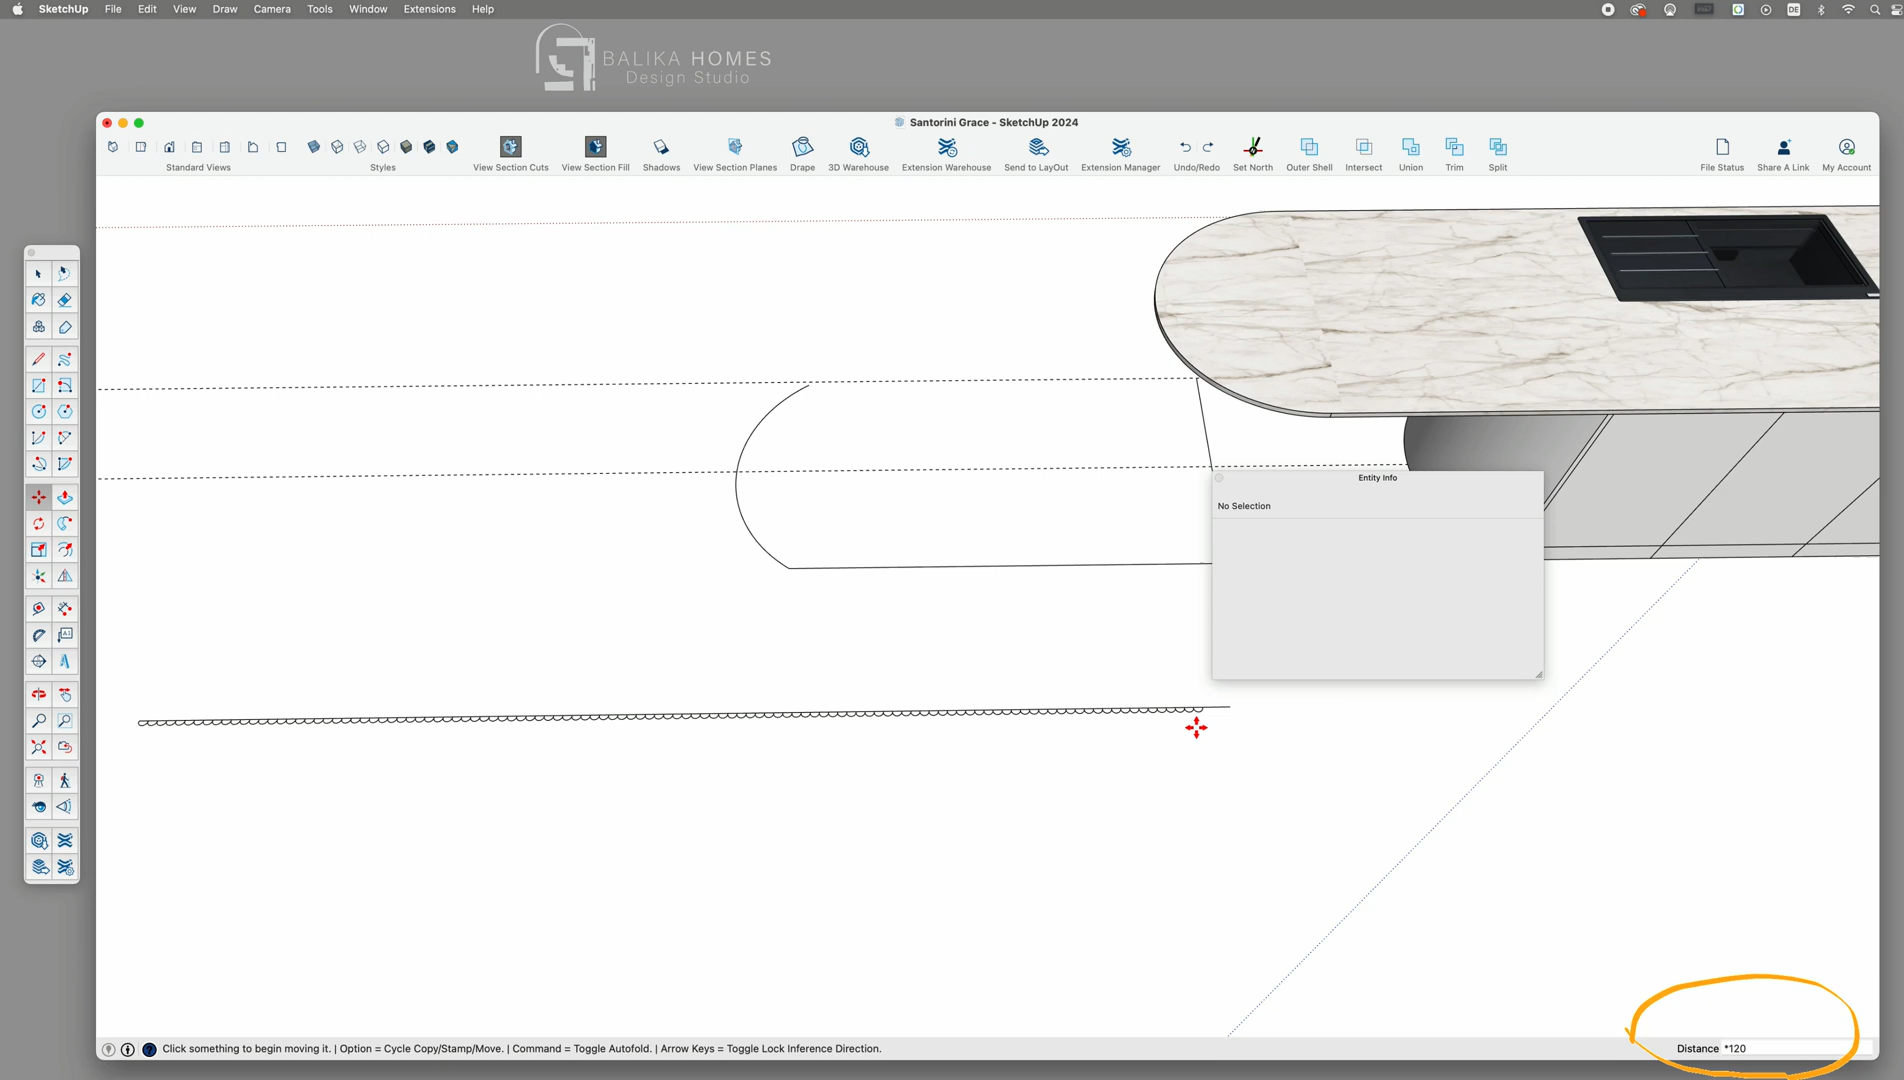 SketchUp File Edit View Draw Camera Tools Window Extensions Help
DE
BALIKA HOMES
Design Studio
Santorini Grace - SketchUp 2024
Standard Views Styles View Section Cuts View Section Fill Shadows View Section Planes Drape 3D Warehouse Extension Warehouse Send to LayOut Extension Manager Undo/Redo Set North Outer Shell Intersect Union Trim Split File Status Share A Link My Account
Entity Info
No Selection
Click something to begin moving it. | Option = Cycle Copy/Stamp/Move. | Command = Toggle Autofold. | Arrow Keys = Toggle Lock Inference Direction.
Distance *120